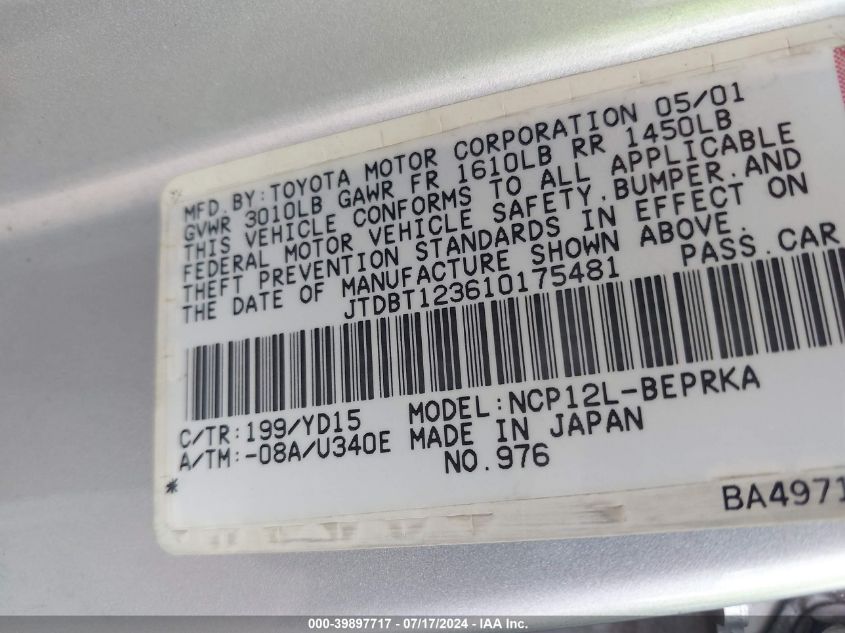 MFD. BY: TOYOTA MOTOR CORPORATION 05/01
GVWR 3010LB GAWR FR 1610LB RR 1450LB
THIS VEHICLE CONFORMS TO ALL APPLICABLE
FEDERAL MOTOR VEHICLE SAFETY, BUMPER, AND
THEFT PREVENTION STANDARDS IN EFFECT ON
THE DATE OF MANUFACTURE SHOWN ABOVE.
JTDBT123610175481 PASS. CAR
C/TR: 199/YD15 MODEL: NCP12L-BEPRKA
A/TM: -08A/U340E MADE IN JAPAN
NO. 976
*
BA4971
000-39897717 - 07/17/2024 - IAA Inc.